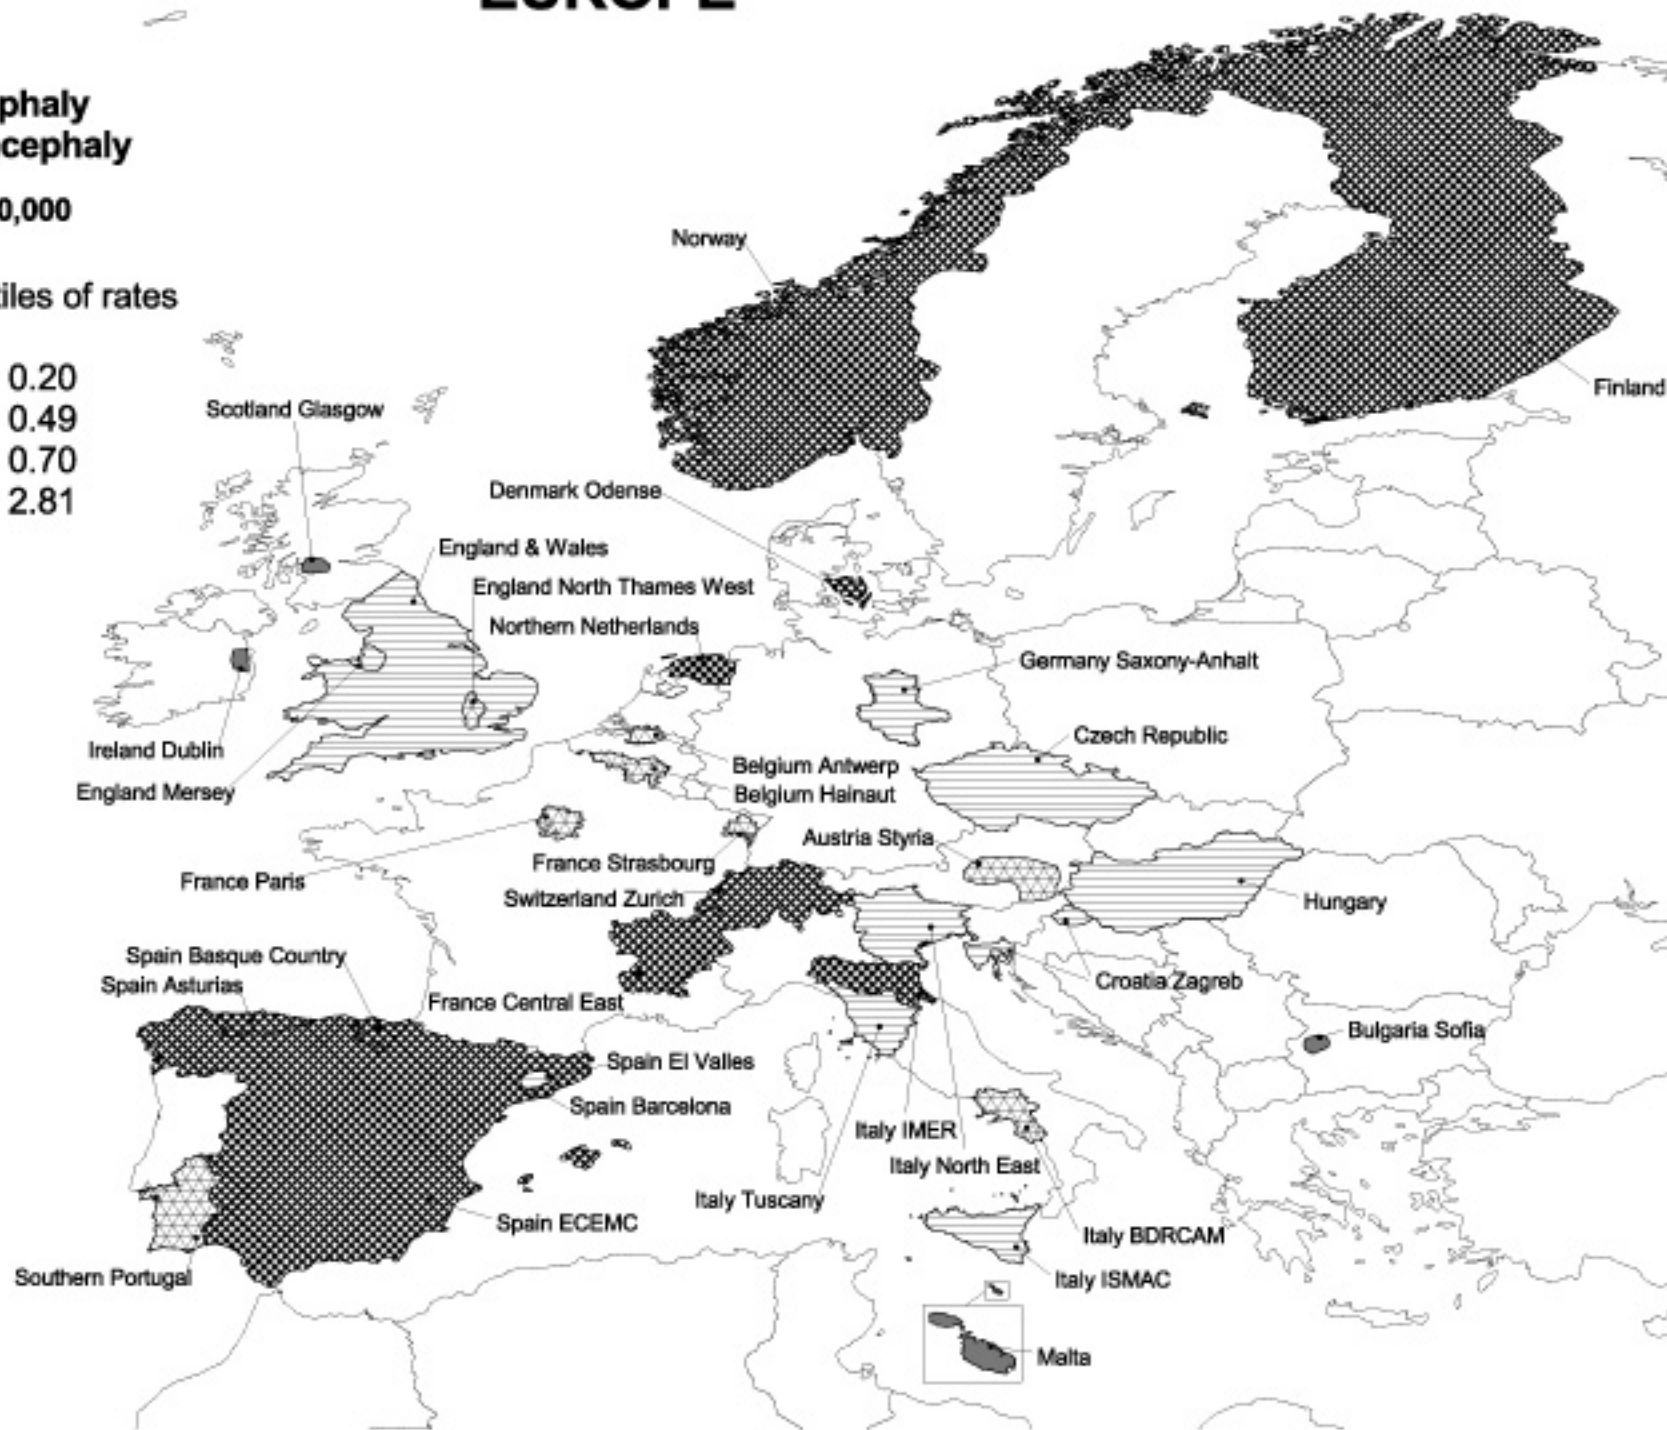 EUROPE
phaly
cephaly
0,000
tiles of rates
0.20
0.49
0.70
2.81
Norway
Finland
Scotland Glasgow
Denmark Odense
England & Wales
England North Thames West
Northern Netherlands
Germany Saxony-Anhalt
Ireland Dublin
England Mersey
Czech Republic
Belgium Antwerp
Belgium Hainaut
Austria Styria
France Strasbourg
France Paris
Switzerland Zurich
Hungary
Spain Basque Country
Spain Asturias
France Central East
Croatia Zagreb
Bulgaria Sofia
Spain El Valles
Spain Barcelona
Italy IMER
Italy North East
Italy Tuscany
Spain ECEMC
Italy BDRCAM
Southern Portugal
Italy ISMAC
Malta